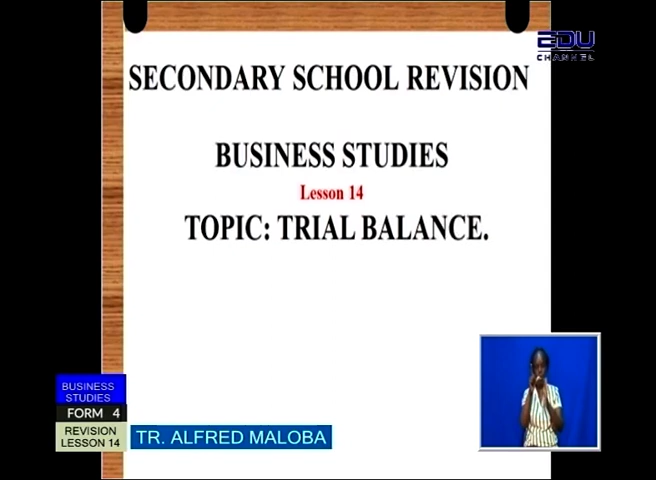 EDU
CHANNEL
SECONDARY SCHOOL REVISION
BUSINESS STUDIES
Lesson 14
TOPIC: TRIAL BALANCE.
BUSINESS
STUDIES
FORM 4
REVISION
LESSON 14
TR. ALFRED MALOBA